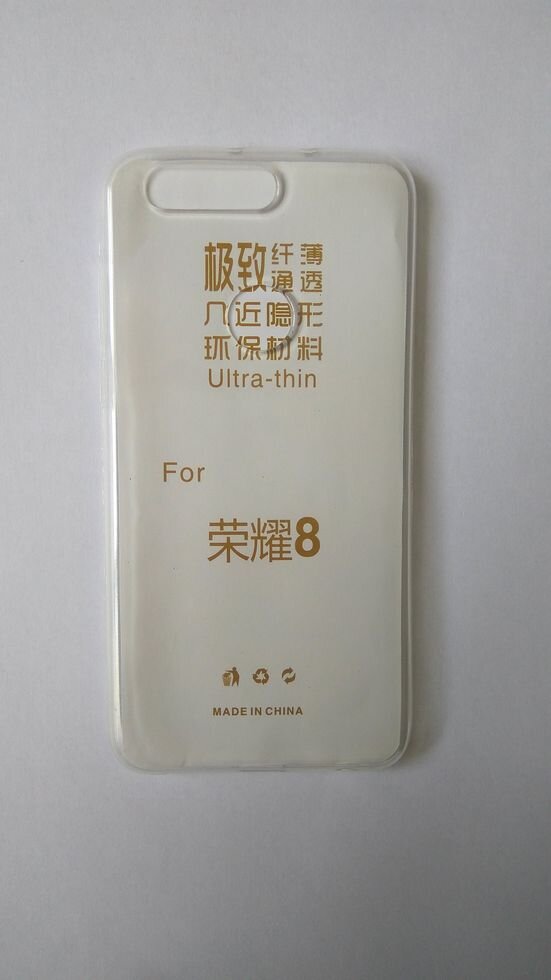 极致纤薄
通透
几近隐形
环保材料
Ultra-thin
For
荣耀8
MADE IN CHINA